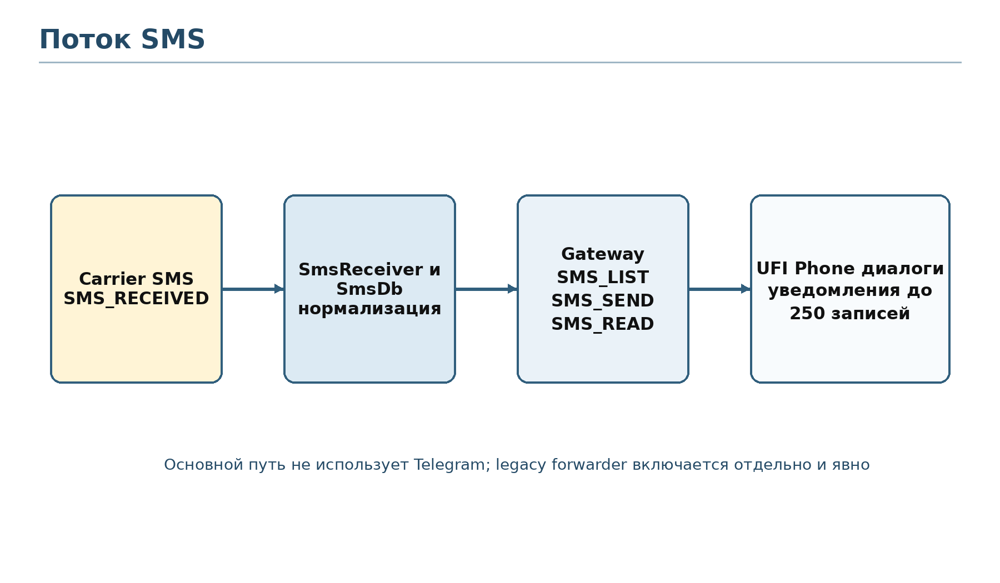 Поток SMS
Carrier SMS
SMS_RECEIVED
SmsReceiver и
SmsDb
нормализация
Gateway
SMS_LIST
SMS_SEND
SMS_READ
UFI Phone диалоги
уведомления до
250 записей
Основной путь не использует Telegram; legacy forwarder включается отдельно и явно